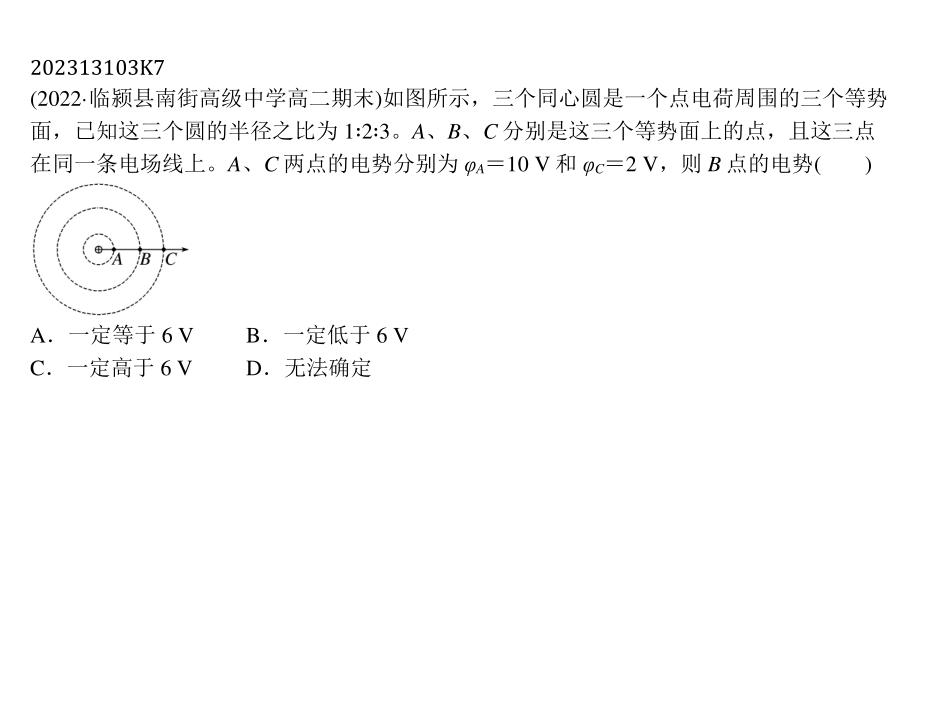 202313103K7
(2022·临颍县南街高级中学高二期末)如图所示，三个同心圆是一个点电荷周围的三个等势
面，已知这三个圆的半径之比为 1∶2∶3。A、B、C 分别是这三个等势面上的点，且这三点
在同一条电场线上。A、C 两点的电势分别为 φA＝10 V 和 φC＝2 V，则 B 点的电势(　　)
A B C
A．一定等于 6 V　　B．一定低于 6 V
C．一定高于 6 V　　D．无法确定